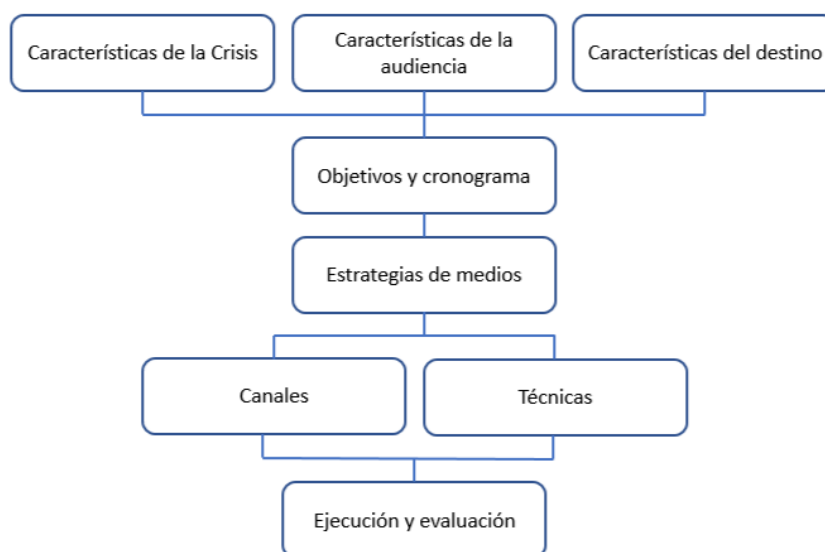 Características de la Crisis
Características de la
audiencia
Características del destino
Objetivos y cronograma
Estrategias de medios
Canales
Técnicas
Ejecución y evaluación